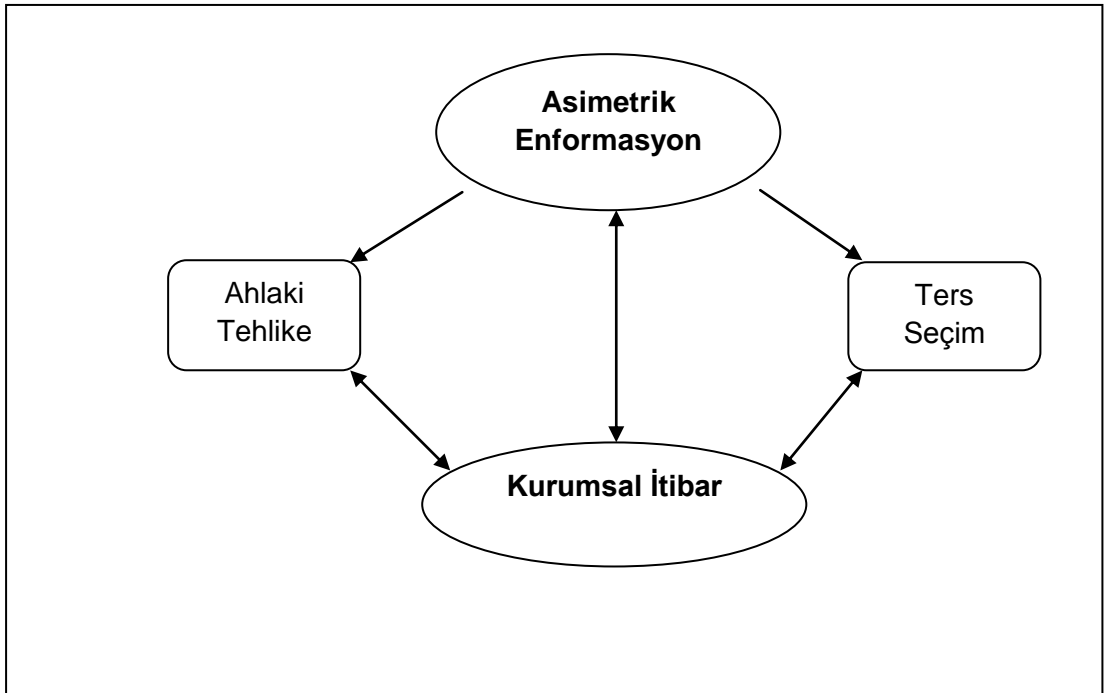 Asimetrik
Enformasyon
Ahlaki
Tehlike
Ters
Seçim
Kurumsal İtibar